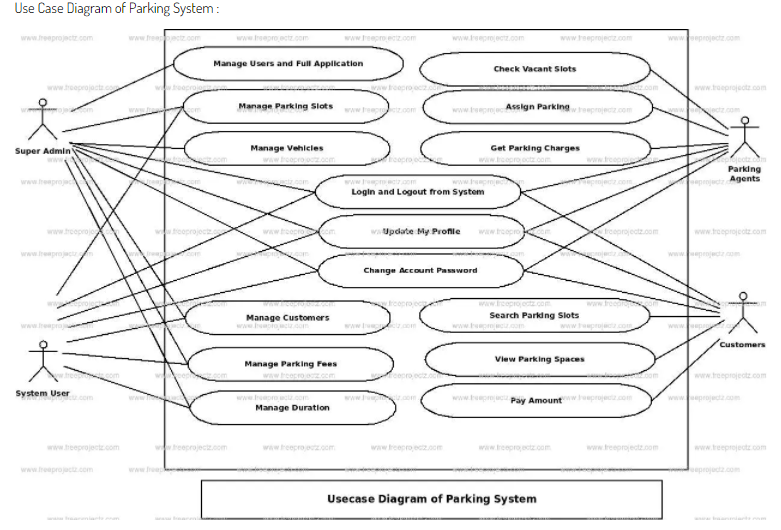 Use Case Diagram of Parking System :
www.freeprojectz.com
Manage Users and Full Application
Check Vacant Slots
Manage Parking Slots
Assign Parking
Super Admin
Manage Vehicles
Get Parking Charges
Parking
Agents
Login and Logout from System
Update My Profile
Change Account Password
Manage Customers
Search Parking Slots
Customers
View Parking Spaces
Manage Parking Fees
System User
Manage Duration
Pay Amount
Usecase Diagram of Parking System